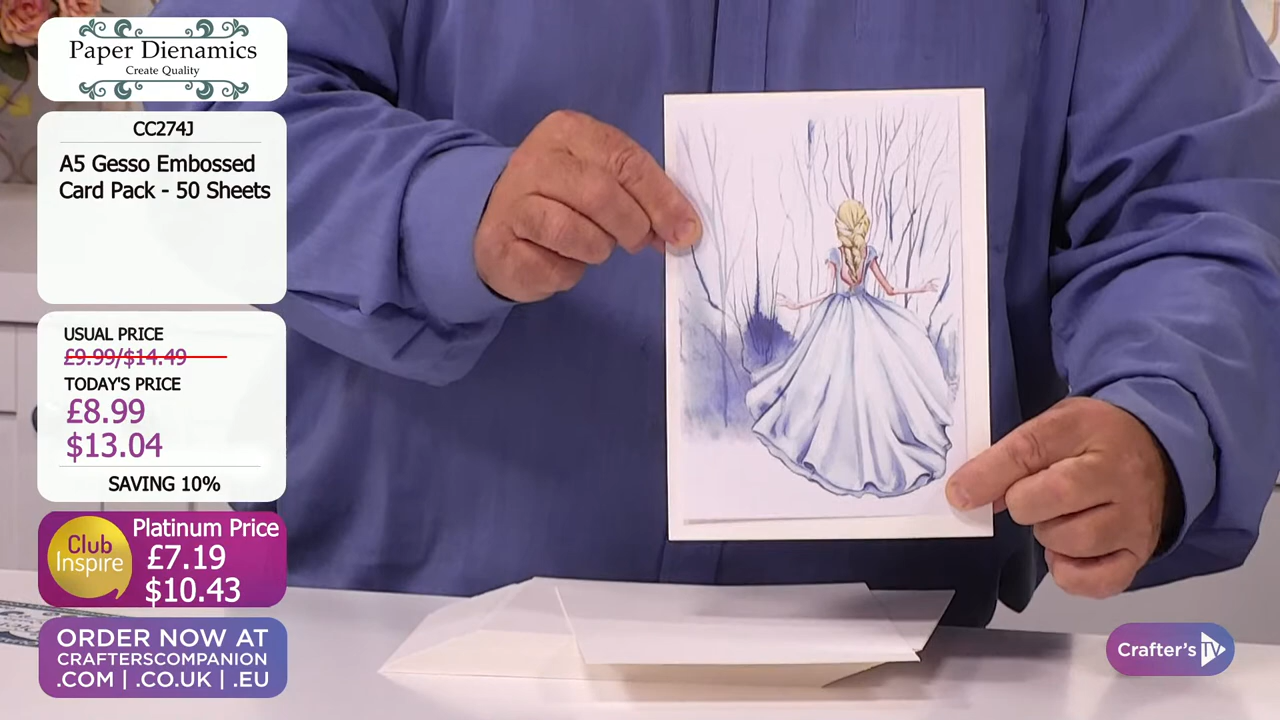 Paper Dienamics
Create Quality
CC274J
A5 Gesso Embossed
Card Pack - 50 Sheets
USUAL PRICE
£9.99/$14.49
TODAY'S PRICE
£8.99
$13.04
SAVING 10%
Club
Inspire
Platinum Price
£7.19
$10.43
ORDER NOW AT
CRAFTERSCOMPANION
.COM | .CO.UK | .EU
Crafter's TV